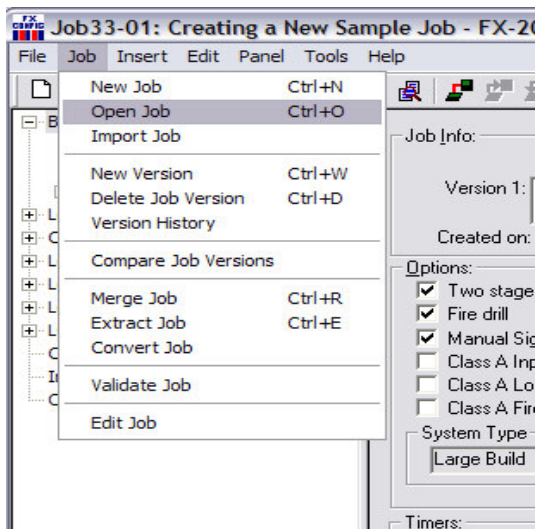 FX
CONFIG
Job33-01: Creating a New Sample Job - FX-20
File Job Insert Edit Panel Tools Help
New Job Ctrl+N
Open Job Ctrl+O
Import Job
New Version Ctrl+W
Delete Job Version Ctrl+D
Version History
Compare Job Versions
Merge Job Ctrl+R
Extract Job Ctrl+E
Convert Job
Validate Job
Edit Job
B
L
C
L
L
L
L
C
I
C
Job Info:
Version 1:
Created on:
Options:
Two stage
Fire drill
Manual Sig
Class A Inp
Class A Lo
Class A Fire
System Type
Large Build
Timers: